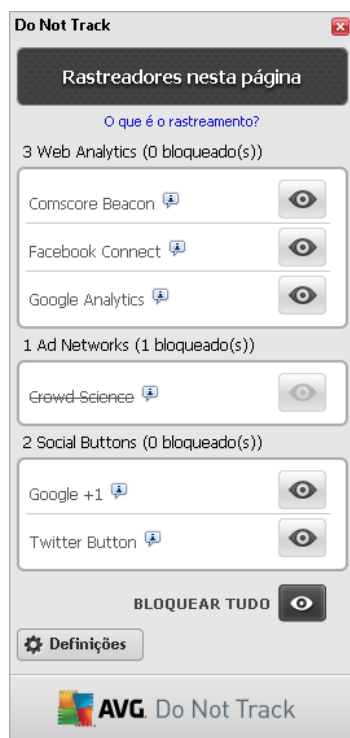 Do Not Track
Rastreadores nesta página
O que é o rastreamento?
3 Web Analytics (0 bloqueado(s))
Comscore Beacon
Facebook Connect
Google Analytics
1 Ad Networks (1 bloqueado(s))
Crowd Science
2 Social Buttons (0 bloqueado(s))
Google +1
Twitter Button
BLOQUEAR TUDO
Definições
AVG. Do Not Track